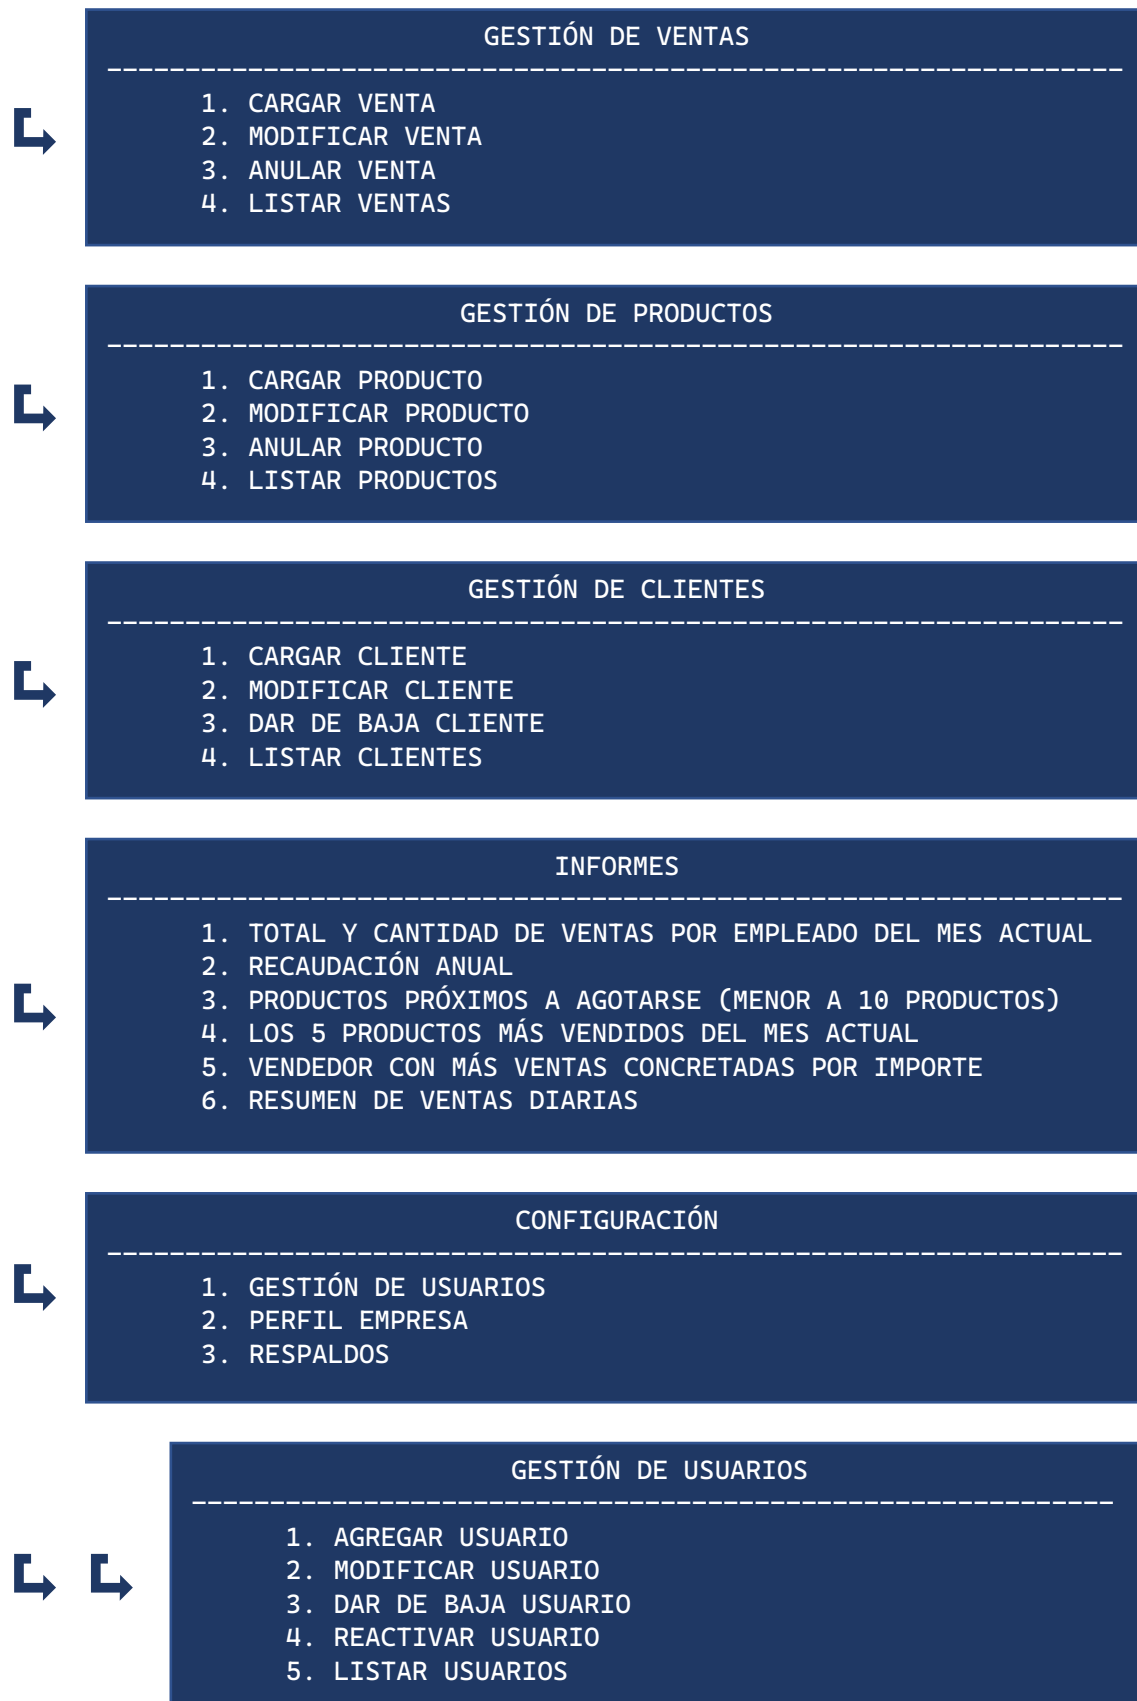 GESTIÓN DE VENTAS
1. CARGAR VENTA
2. MODIFICAR VENTA
3. ANULAR VENTA
4. LISTAR VENTAS
GESTIÓN DE PRODUCTOS
1. CARGAR PRODUCTO
2. MODIFICAR PRODUCTO
3. ANULAR PRODUCTO
4. LISTAR PRODUCTOS
GESTIÓN DE CLIENTES
1. CARGAR CLIENTE
2. MODIFICAR CLIENTE
3. DAR DE BAJA CLIENTE
4. LISTAR CLIENTES
INFORMES
1. TOTAL Y CANTIDAD DE VENTAS POR EMPLEADO DEL MES ACTUAL
2. RECAUDACIÓN ANUAL
3. PRODUCTOS PRÓXIMOS A AGOTARSE (MENOR A 10 PRODUCTOS)
4. LOS 5 PRODUCTOS MÁS VENDIDOS DEL MES ACTUAL
5. VENDEDOR CON MÁS VENTAS CONCRETADAS POR IMPORTE
6. RESUMEN DE VENTAS DIARIAS
CONFIGURACIÓN
1. GESTIÓN DE USUARIOS
2. PERFIL EMPRESA
3. RESPALDOS
GESTIÓN DE USUARIOS
1. AGREGAR USUARIO
2. MODIFICAR USUARIO
3. DAR DE BAJA USUARIO
4. REACTIVAR USUARIO
5. LISTAR USUARIOS